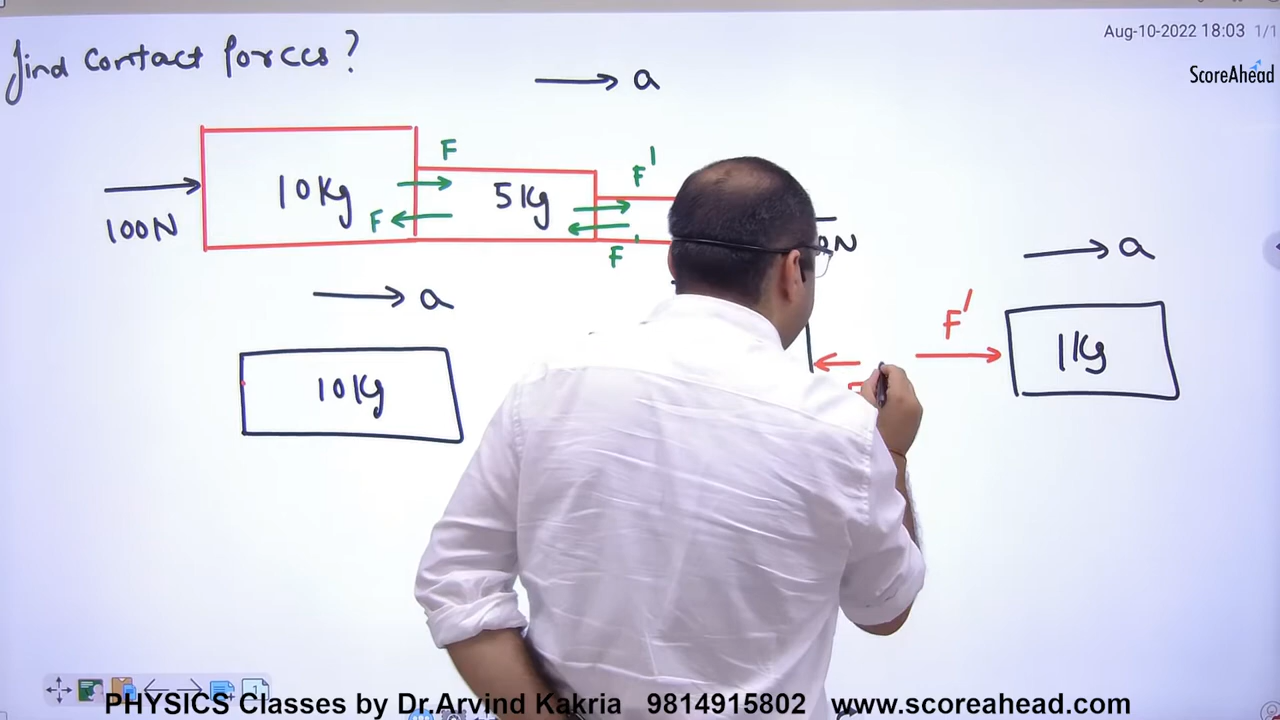 Aug-10-2022 18:03 1/1
find contact forces?
ScoreAhead
a
F
F'
10Kg
5Kg
100N
F
F'
a
a
F'
10Kg
1Kg
PHYSICS Classes by Dr.Arvind Kakria 9814915802 www.scoreahead.com